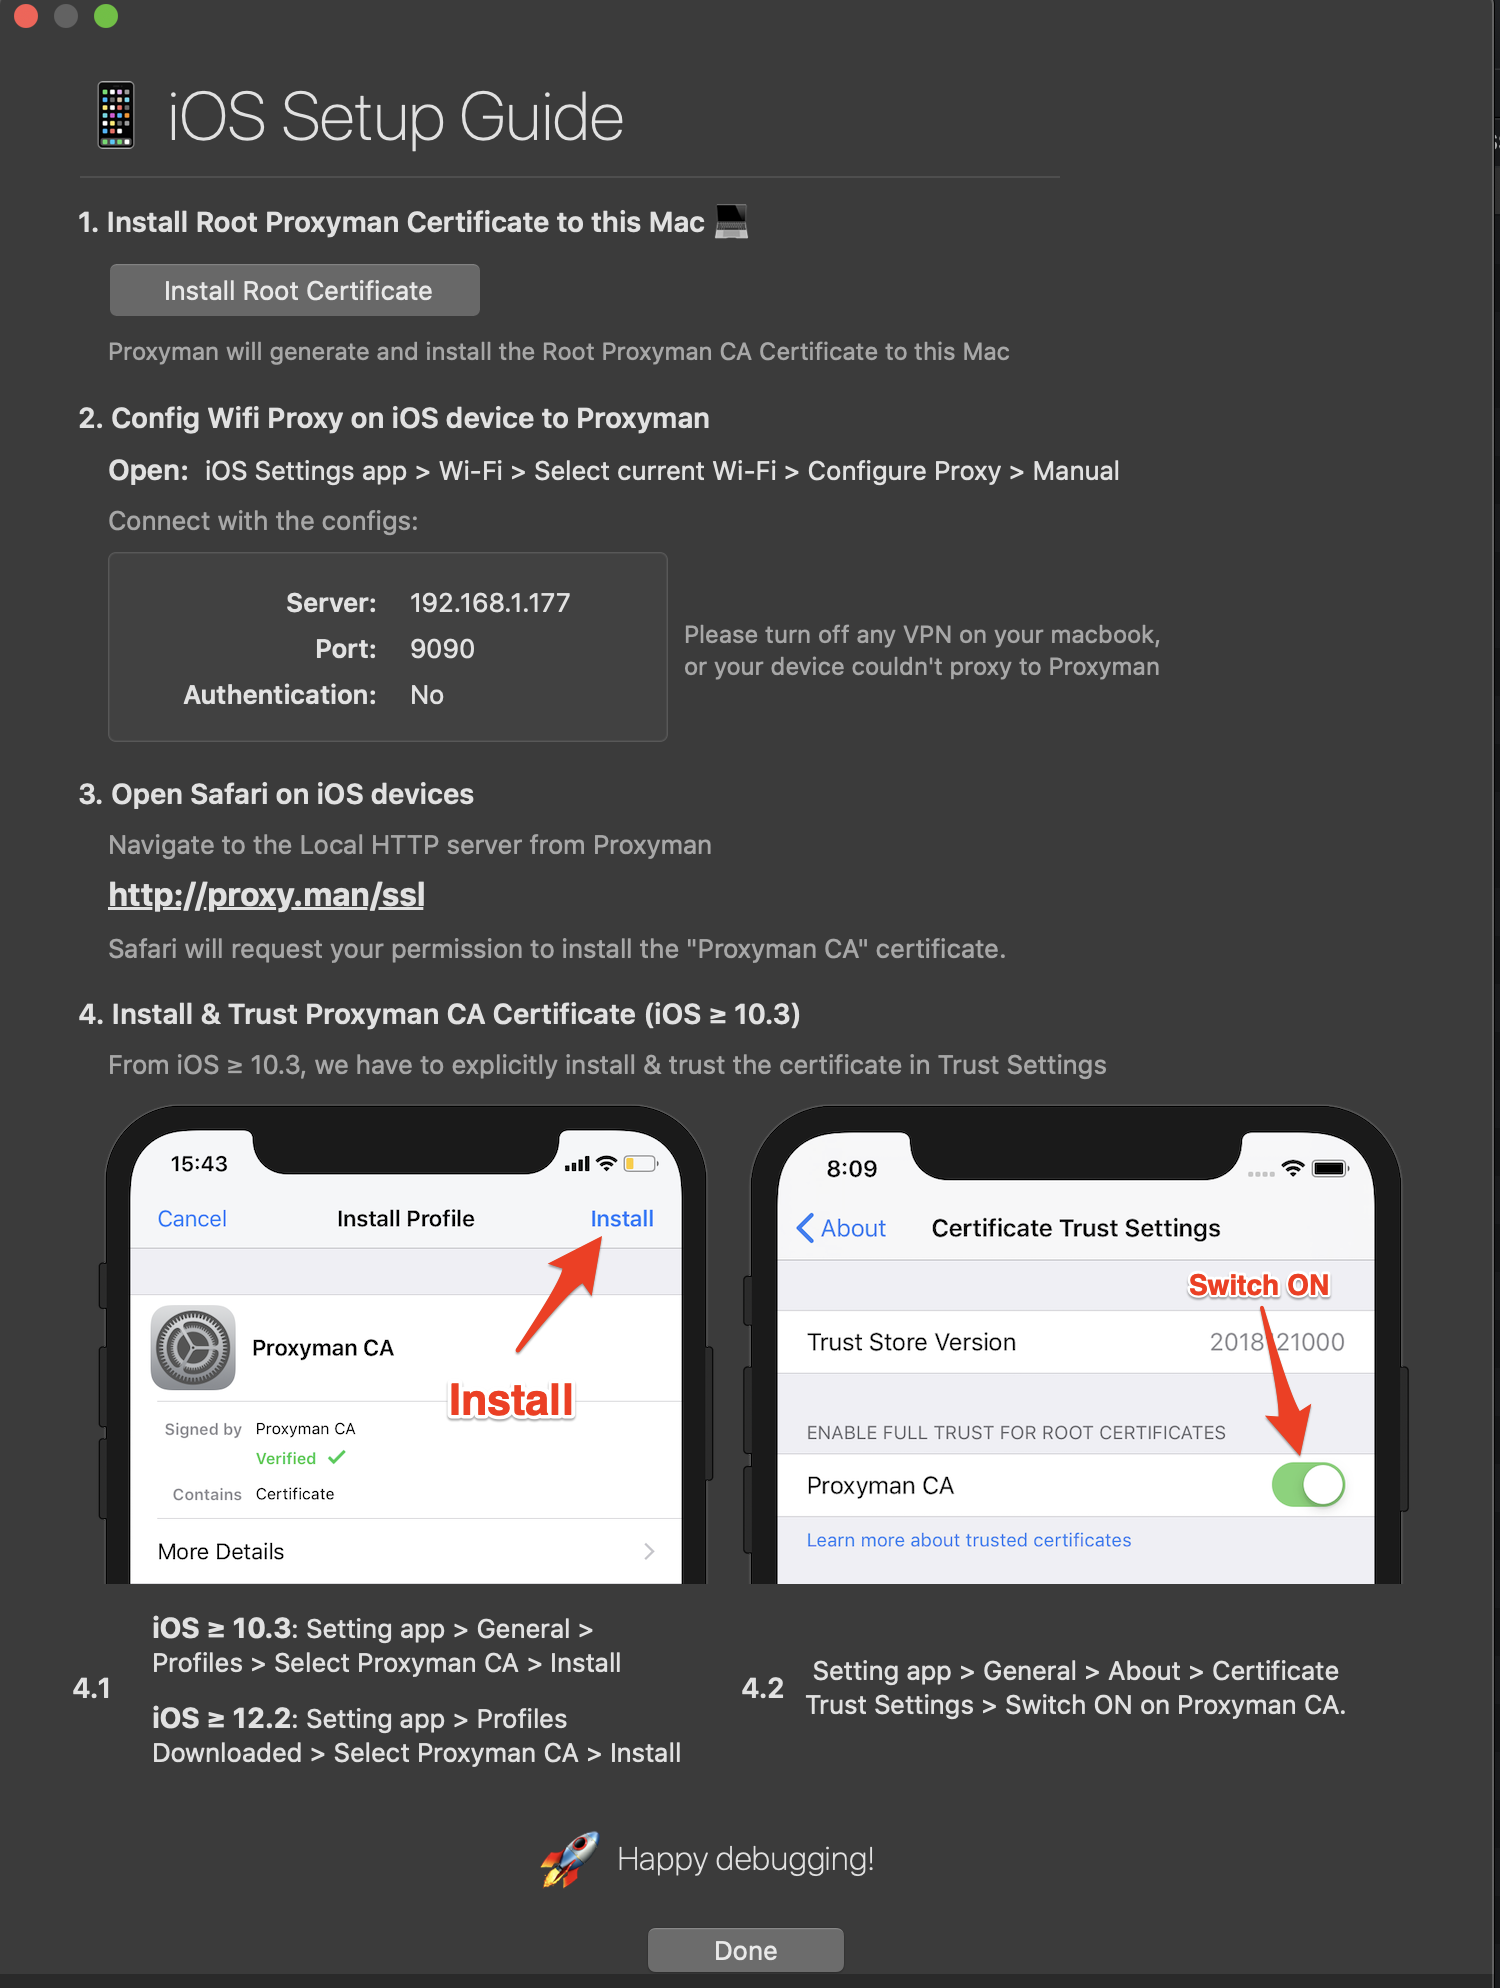 iOS Setup Guide
1. Install Root Proxyman Certificate to this Mac
Install Root Certificate
Proxyman will generate and install the Root Proxyman CA Certificate to this Mac
2. Config Wifi Proxy on iOS device to Proxyman
Open: iOS Settings app > Wi-Fi > Select current Wi-Fi > Configure Proxy > Manual
Connect with the configs:
Server: 192.168.1.177
Port: 9090
Authentication: No
Please turn off any VPN on your macbook,
or your device couldn't proxy to Proxyman
3. Open Safari on iOS devices
Navigate to the Local HTTP server from Proxyman
http://proxy.man/ssl
Safari will request your permission to install the "Proxyman CA" certificate.
4. Install & Trust Proxyman CA Certificate (iOS ≥ 10.3)
From iOS ≥ 10.3, we have to explicitly install & trust the certificate in Trust Settings
15:43
Cancel Install Profile Install
Proxyman CA
Install
Signed by Proxyman CA
Verified ✓
Contains Certificate
More Details
8:09
About Certificate Trust Settings
Switch ON
Trust Store Version
ENABLE FULL TRUST FOR ROOT CERTIFICATES
Proxyman CA
Learn more about trusted certificates
4.1
iOS ≥ 10.3: Setting app > General >
Profiles > Select Proxyman CA > Install
iOS ≥ 12.2: Setting app > Profiles
Downloaded > Select Proxyman CA > Install
4.2
Setting app > General > About > Certificate
Trust Settings > Switch ON on Proxyman CA.
Happy debugging!
Done